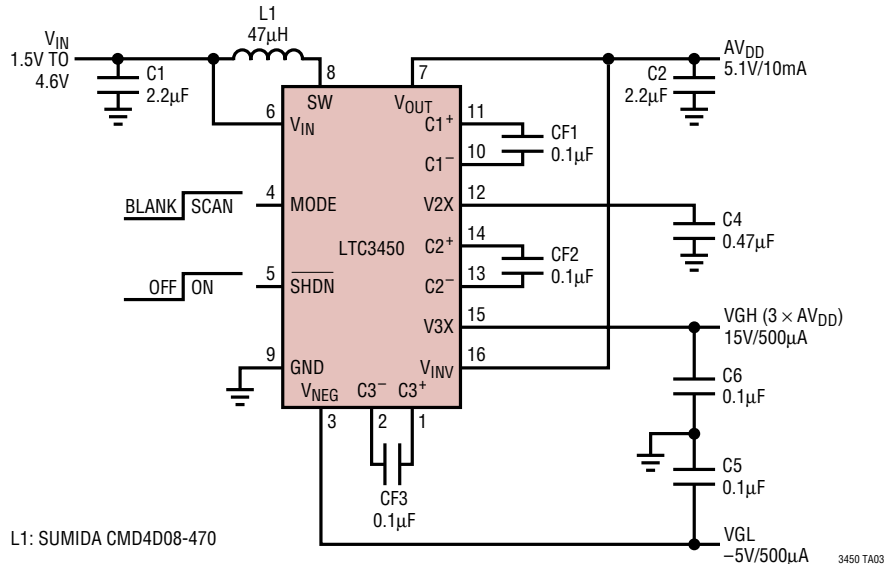 L1
47µH
V_IN
1.5V TO
4.6V
C1
2.2µF
8
7
AV_DD
5.1V/10mA
C2
2.2µF
SW
V_OUT
6
V_IN
C1+
11
CF1
0.1µF
C1−
10
BLANK
SCAN
4
MODE
V2X
12
C4
0.47µF
LTC3450
C2+
14
CF2
0.1µF
OFF
ON
5
SHDN
C2−
13
V3X
15
VGH (3 × AV_DD)
15V/500µA
9
GND
V_INV
16
V_NEG
C3−
C3+
C6
0.1µF
3
2
1
CF3
0.1µF
C5
0.1µF
L1: SUMIDA CMD4D08-470
VGL
–5V/500µA
3450 TA03